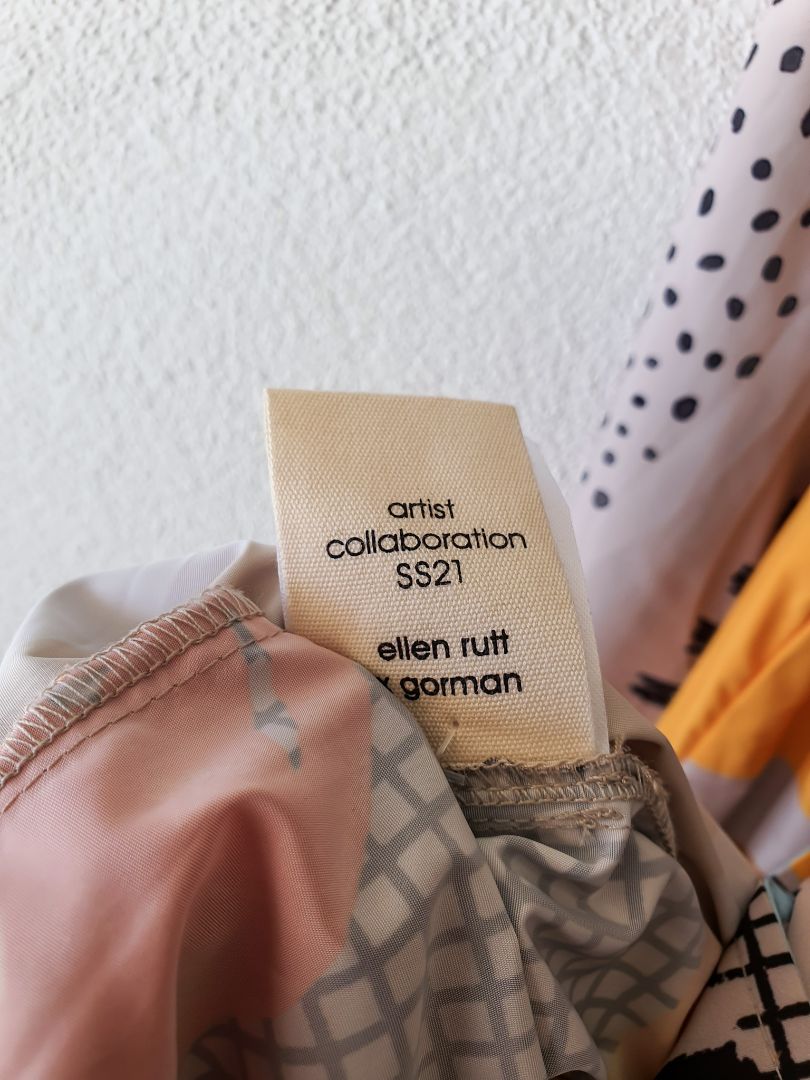 artist
collaboration
SS21
ellen rutt
x gorman